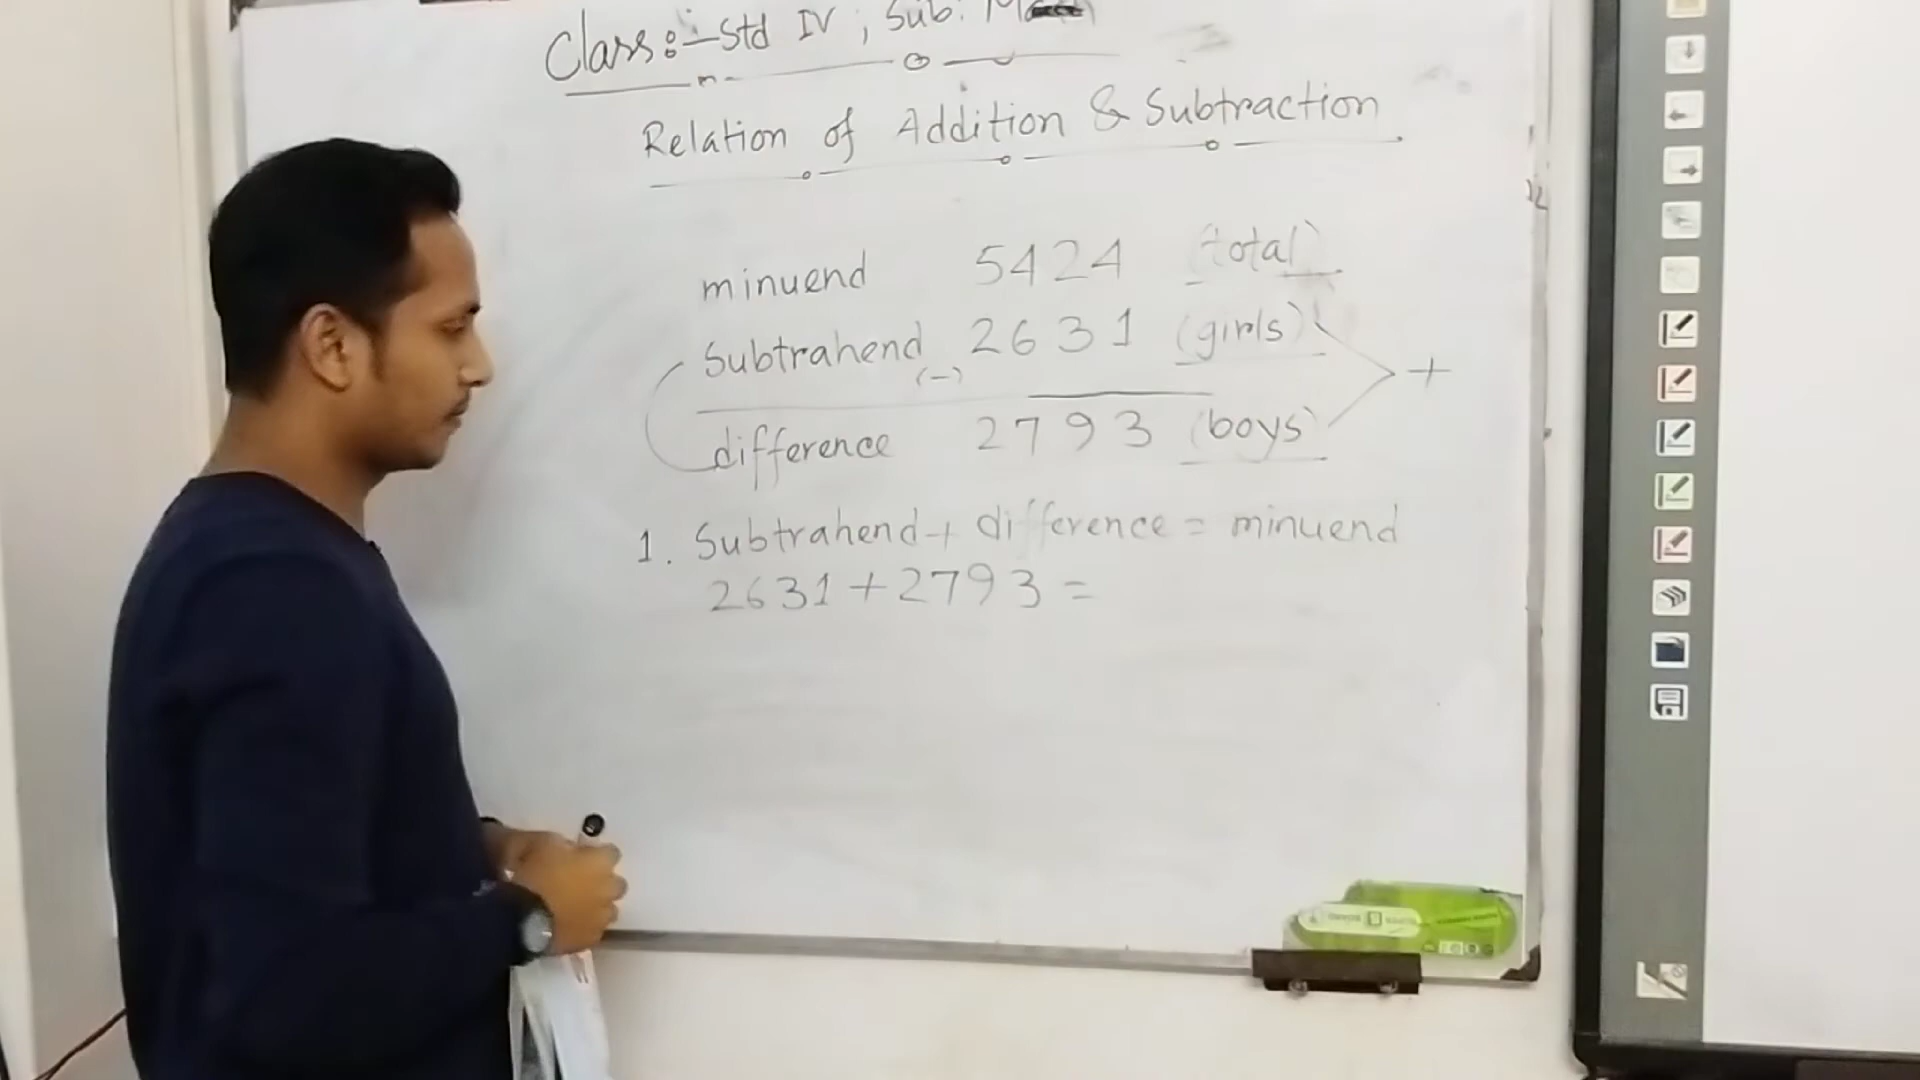 Class:- Std IV ; Sub:
Relation of Addition & Subtraction
minuend 5424 (total)
Subtrahend 2631 (girls)
(-)
+
difference 2793 (boys)
1. Subtrahend + difference = minuend
2631 + 2793 =